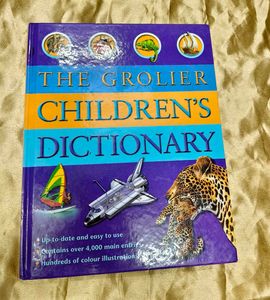 THE GROLIER
CHILDREN'S
DICTIONARY
• Up-to-date and easy to use
• Contains over 4,000 main entries
• Hundreds of colour illustrations